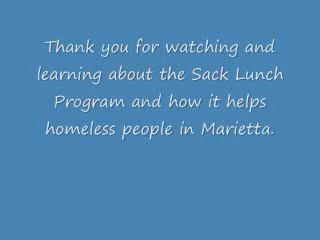 Thank you for watching and
learning about the Sack Lunch
Program and how it helps
homeless people in Marietta.